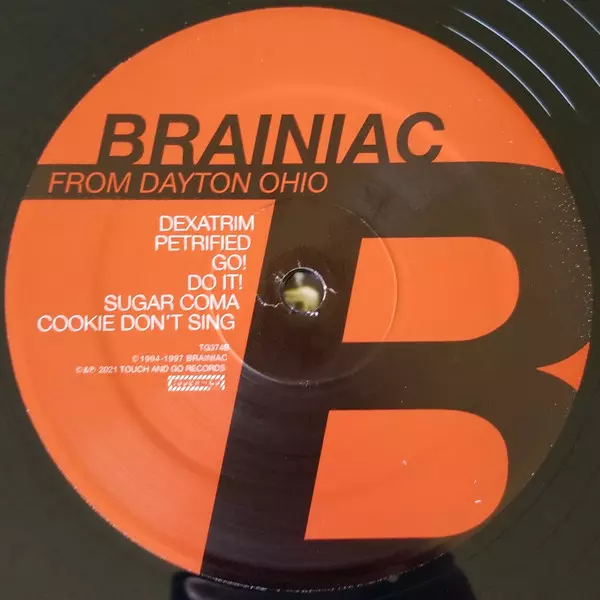 BRAINIAC
FROM DAYTON OHIO
DEXATRIM
PETRIFIED
GO!
DO IT!
SUGAR COMA
COOKIE DON'T SING
TG374B
© 1994-1997 BRAINIAC
©&℗ 2021 TOUCH AND GO RECORDS
B